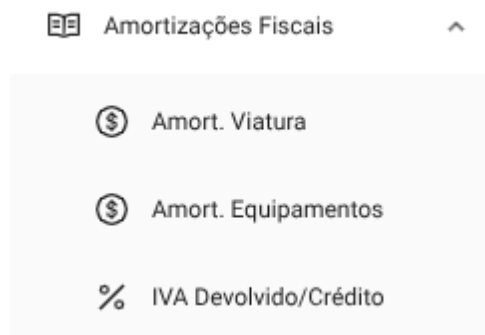 Amortizações Fiscais
Amort. Viatura
Amort. Equipamentos
IVA Devolvido/Crédito